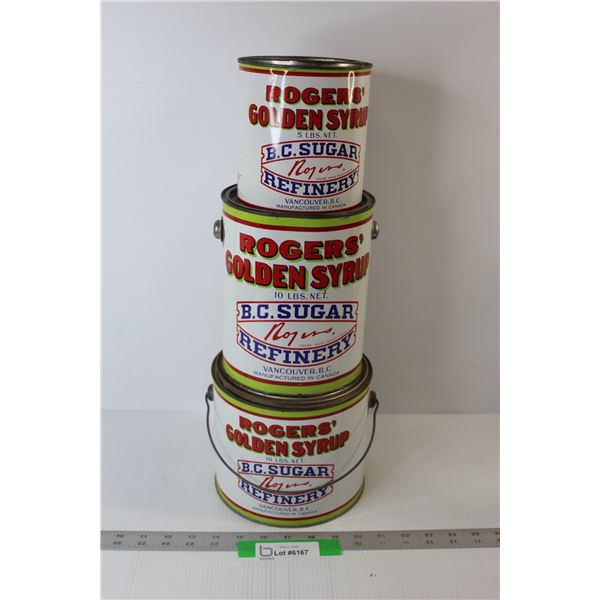 ROGERS'
GOLDEN SYRUP
5 LBS. NET.
B.C. SUGAR
Rogers.
REFINERY
VANCOUVER, B.C.
MANUFACTURED IN CANADA
ROGERS'
GOLDEN SYRUP
10 LBS. NET.
B.C. SUGAR
Rogers.
REFINERY
VANCOUVER, B.C.
MANUFACTURED IN CANADA
ROGERS'
GOLDEN SYRUP
10 LBS. NET.
B.C. SUGAR
Rogers.
REFINERY
VANCOUVER, B.C.
MANUFACTURED IN CANADA
Lot #6167